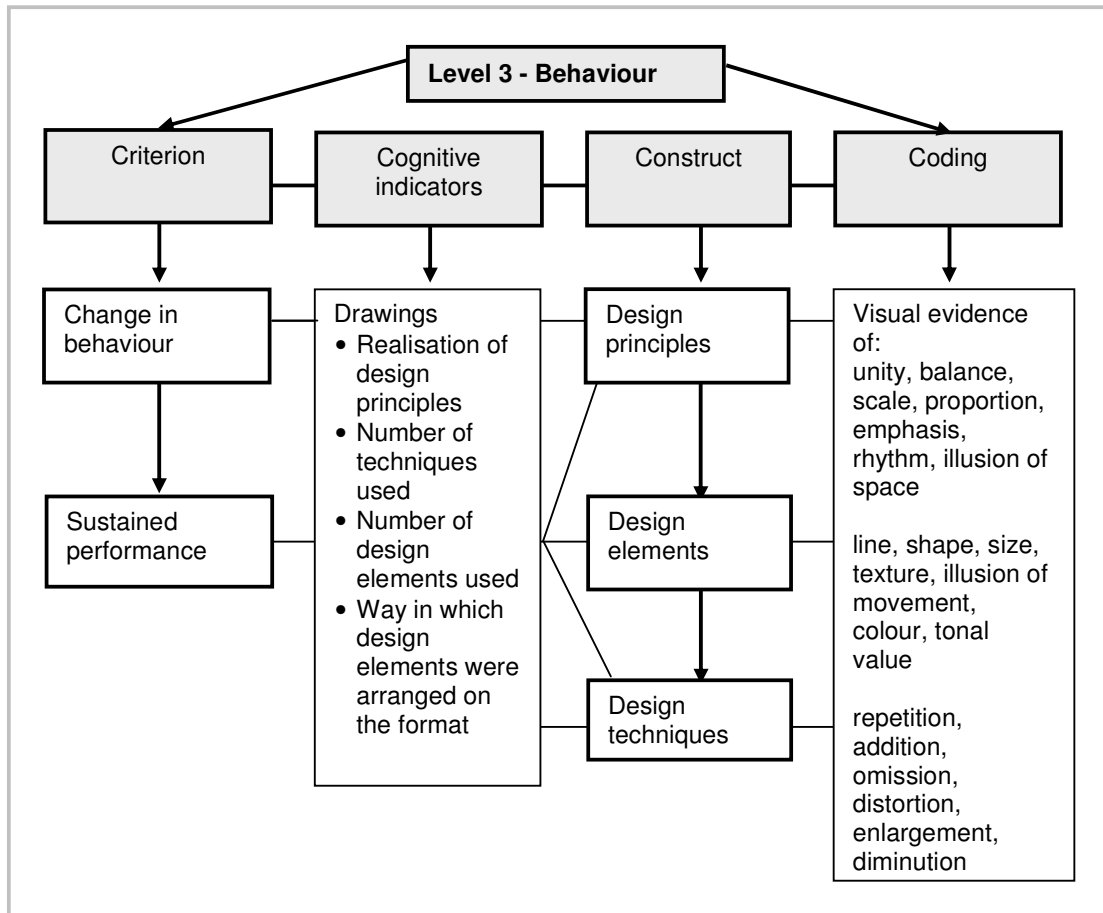 Level 3 - Behaviour
Criterion
Cognitive
indicators
Construct
Coding
Change in
behaviour
Sustained
performance
Drawings
• Realisation of
design
principles
• Number of
techniques
used
• Number of
design
elements used
• Way in which
design
elements were
arranged on
the format
Design
principles
Design
elements
Design
techniques
Visual evidence
of:
unity, balance,
scale, proportion,
emphasis,
rhythm, illusion of
space
line, shape, size,
texture, illusion of
movement,
colour, tonal
value
repetition,
addition,
omission,
distortion,
enlargement,
diminution